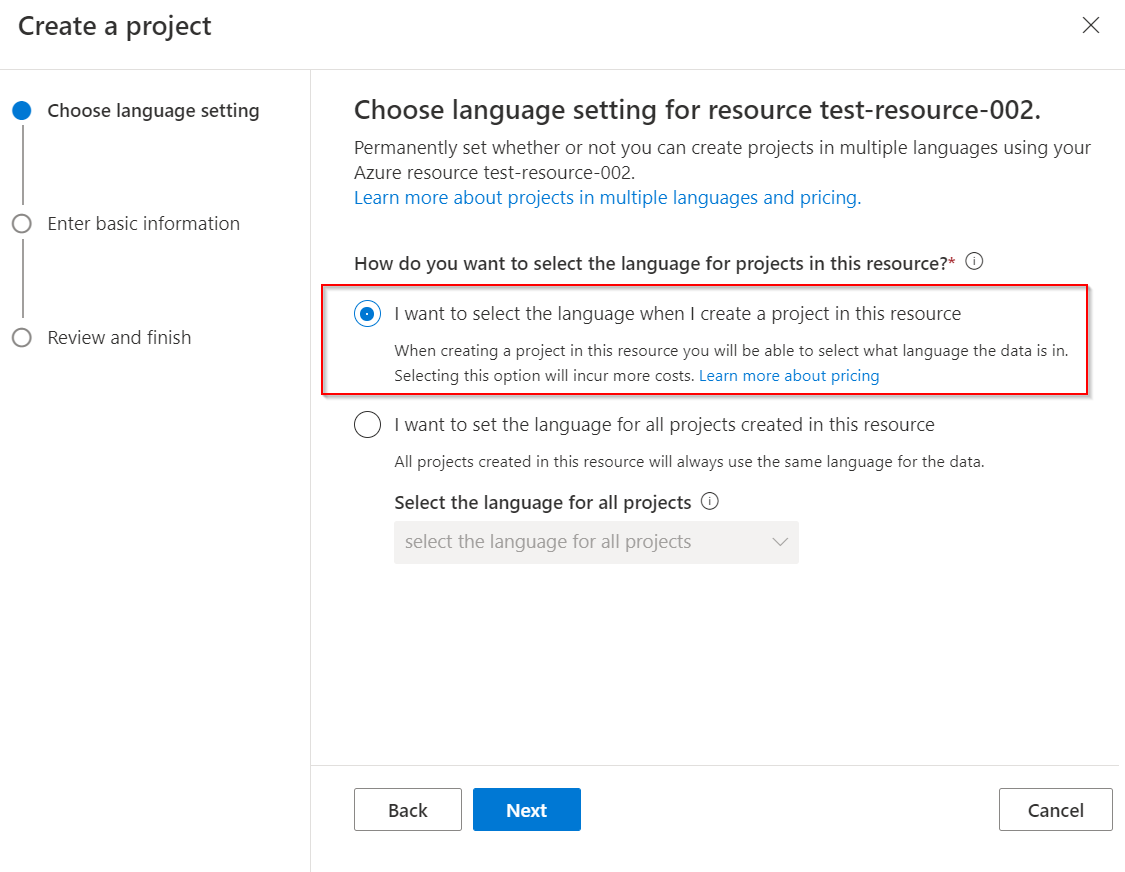 Create a project
Choose language setting
Enter basic information
Review and finish
Choose language setting for resource test-resource-002.
Permanently set whether or not you can create projects in multiple languages using your
Azure resource test-resource-002.
Learn more about projects in multiple languages and pricing.
How do you want to select the language for projects in this resource?*
I want to select the language when I create a project in this resource
When creating a project in this resource you will be able to select what language the data is in.
Selecting this option will incur more costs. Learn more about pricing
I want to set the language for all projects created in this resource
All projects created in this resource will always use the same language for the data.
Select the language for all projects
select the language for all projects
Back
Next
Cancel